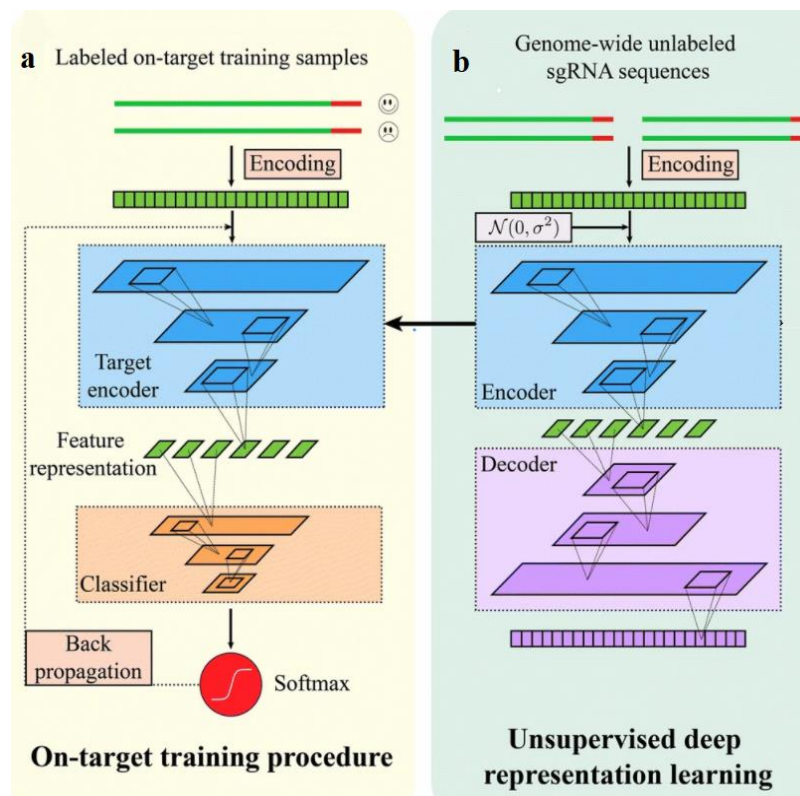 a
Labeled on-target training samples
Encoding
Target
encoder
Feature
representation
Classifier
Back
propagation
Softmax
On-target training procedure
b
Genome-wide unlabeled
sgRNA sequences
Encoding
𝒩(0, σ²)
Encoder
Decoder
Unsupervised deep
representation learning